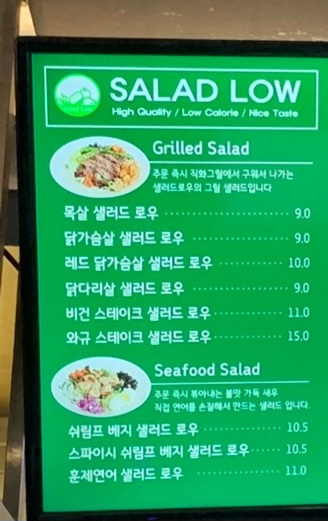 SALAD LOW
High Quality / Low Calorie / Nice Taste
Grilled Salad
주문 즉시 직화그릴에서 구워서 나가는
샐러드로우의 그릴 샐러드입니다
목살 샐러드 로우 9.0
닭가슴살 샐러드 로우 9.0
레드 닭가슴살 샐러드 로우 10.0
닭다리살 샐러드 로우 9.0
비건 스테이크 샐러드 로우 11.0
와규 스테이크 샐러드 로우 15.0
Seafood Salad
주문 즉시 볶아내는 불맛 가득 새우
직접 연어를 손질해서 만드는 샐러드 입니다.
쉬림프 베지 샐러드 로우 10.5
스파이시 쉬림프 베지 샐러드 로우 10.5
훈제연어 샐러드 로우 11.0